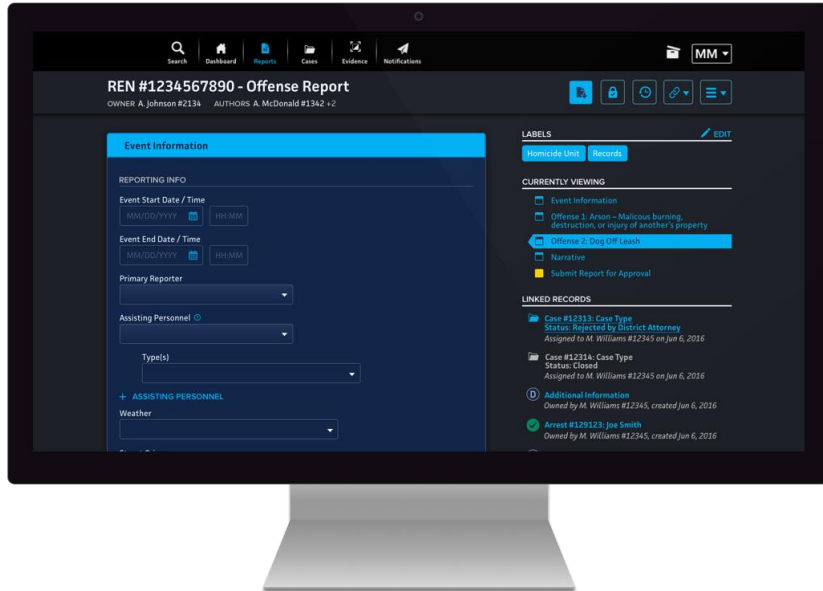 Search
Dashboard
Reports
Cases
Evidence
Notifications
MM
REN #1234567890 - Offense Report
OWNER A. Johnson #2134 AUTHORS A. McDonald #1342 +2
Event Information
REPORTING INFO
Event Start Date / Time
MM/DD/YYYY HH:MM
Event End Date / Time
MM/DD/YYYY HH:MM
Primary Reporter
Assisting Personnel
Type(s)
+ ASSISTING PERSONNEL
Weather
LABELS
EDIT
Homicide Unit Records
CURRENTLY VIEWING
Event Information
Offense 1: Arson – Malicous burning,
destruction, or injury of another's property
Offense 2: Dog Off Leash
Narrative
Submit Report for Approval
LINKED RECORDS
Case #12313: Case Type
Status: Rejected by District Attorney
Assigned to M. Williams #12345 on Jun 6, 2016
Case #12314: Case Type
Status: Closed
Assigned to M. Williams #12345 on Jun 6, 2016
D Additional Information
Owned by M. Williams #12345, created Jun 6, 2016
Arrest #129123: Joe Smith
Owned by M. Williams #12345, created Jun 6, 2016